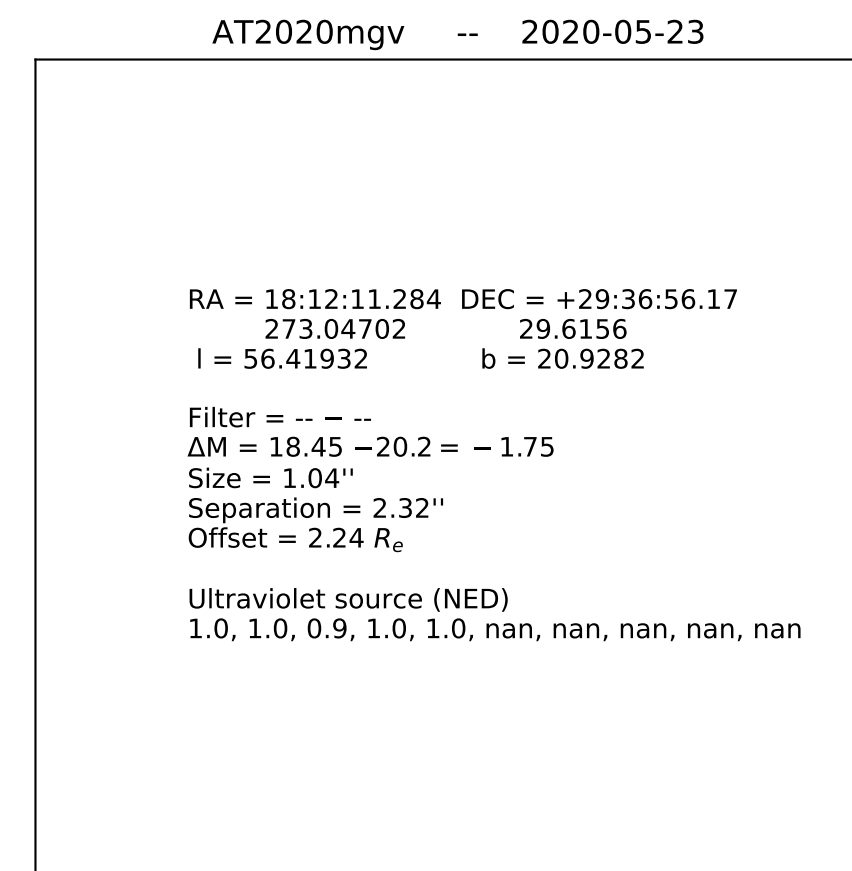 AT2020mgv -- 2020-05-23
RA = 18:12:11.284 DEC = +29:36:56.17
273.04702 29.6156
l = 56.41932 b = 20.9282
Filter = -- − --
ΔM = 18.45 −20.2 = −1.75
Size = 1.04''
Separation = 2.32''
Offset = 2.24 Re
Ultraviolet source (NED)
1.0, 1.0, 0.9, 1.0, 1.0, nan, nan, nan, nan, nan